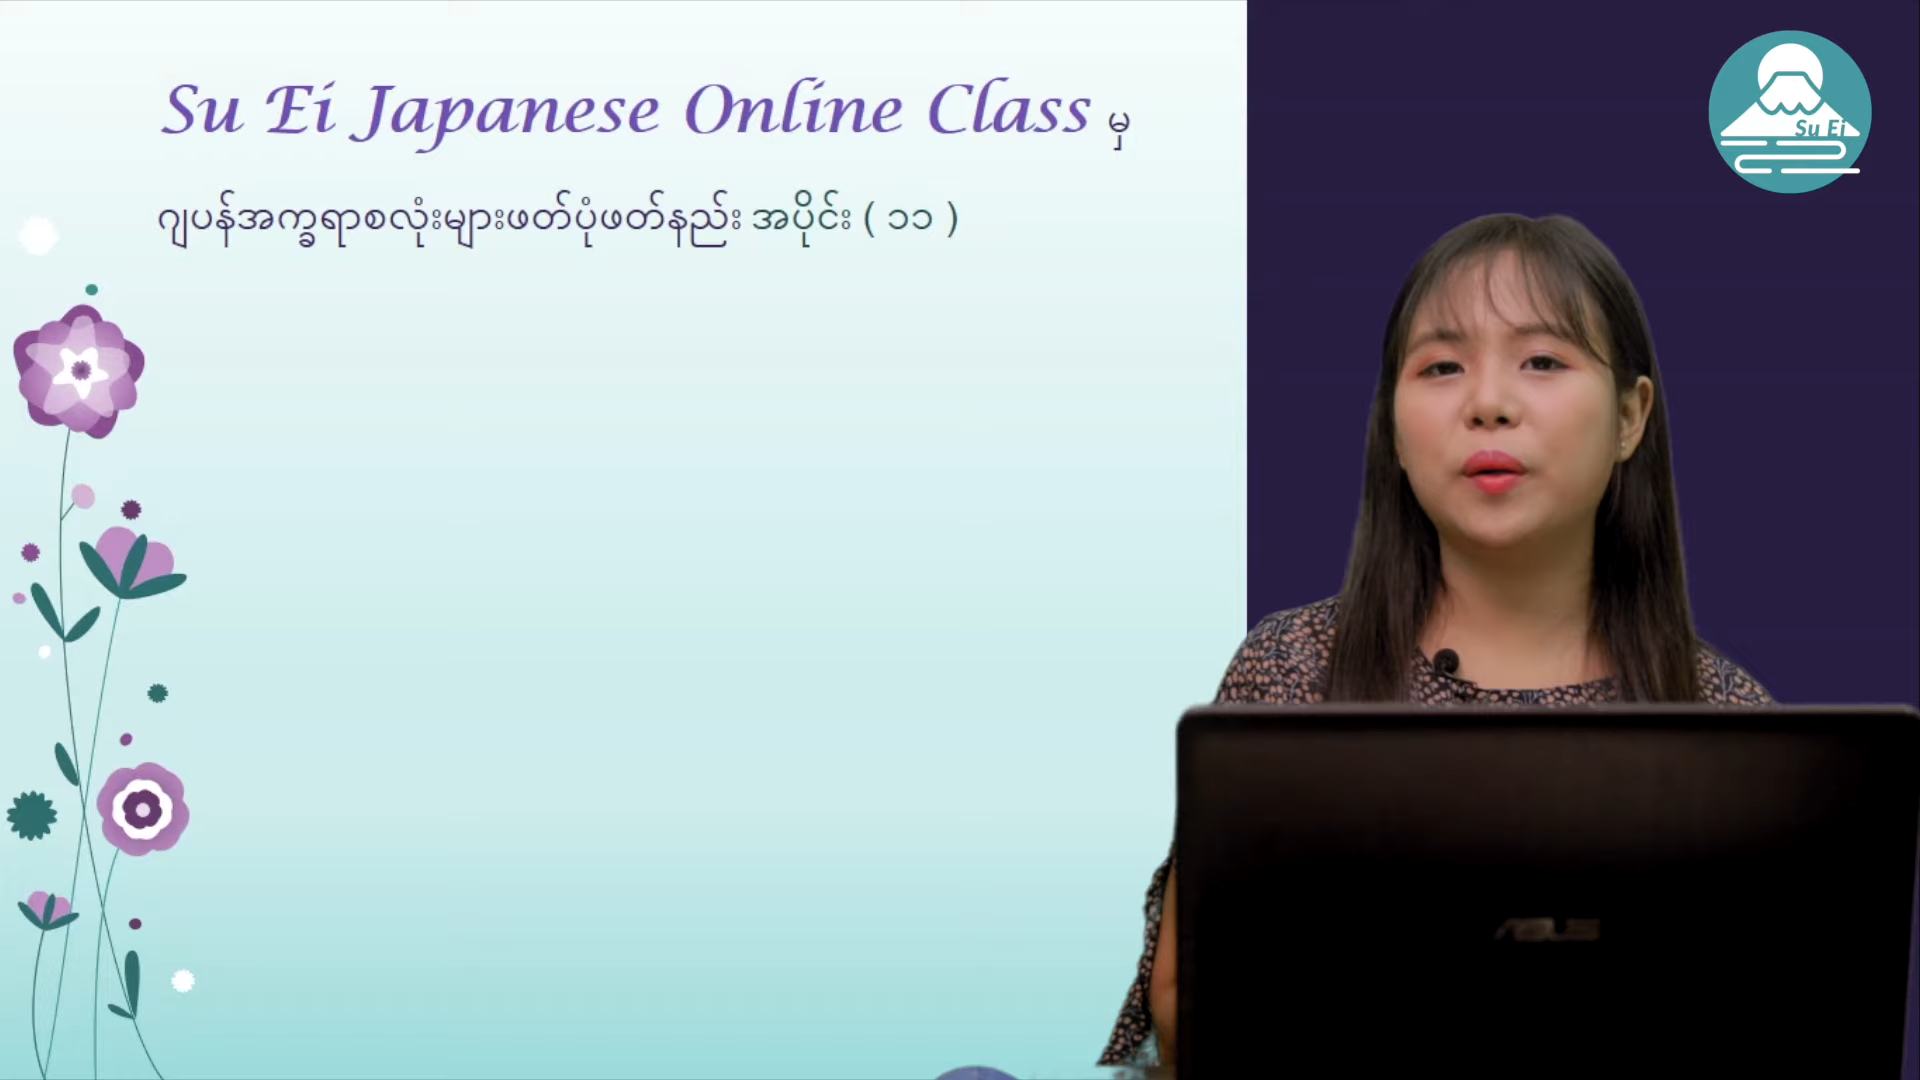 Su Ei Japanese Online Class မှ
ဂျပန်အက္ခရာစလုံးများဖတ်ပုံဖတ်နည်း အပိုင်း ( ၁၁ )
Su Ei
ASUS